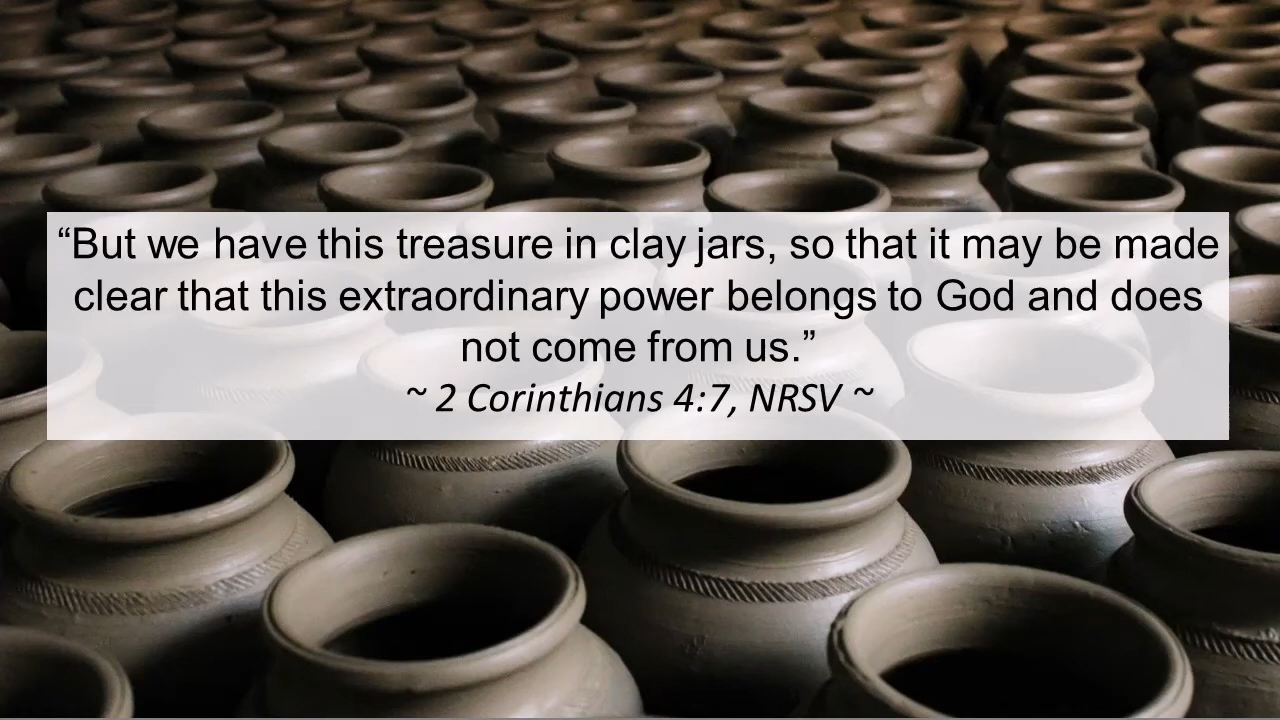 “But we have this treasure in clay jars, so that it may be made
clear that this extraordinary power belongs to God and does
not come from us.”
~ 2 Corinthians 4:7, NRSV ~